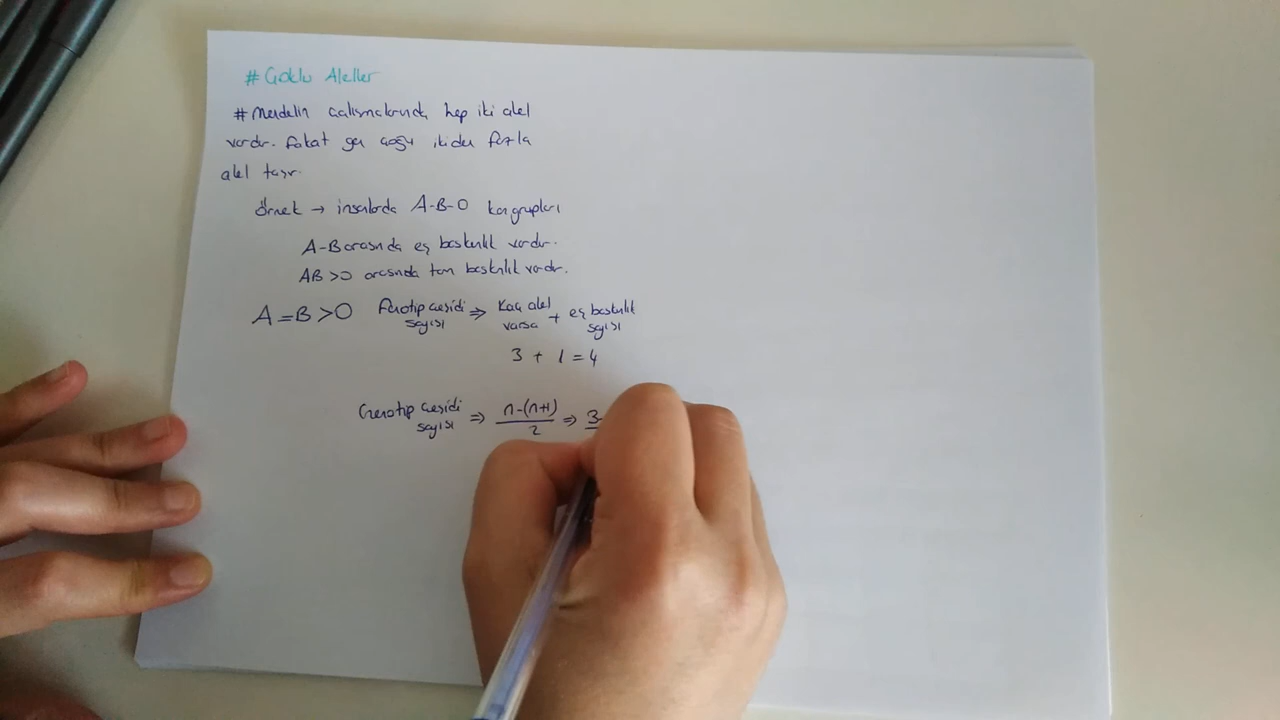 # Çoklu Aleller
# Mendelin çalışmalarında hep iki alel
vardır. Fakat gen çoğu ikiden fazla
alel taşır.
Örnek → insanlarda A-B-O kan grupları
A-B arasında eş baskınlık vardır.
AB > O arasında tam baskınlık vardır.
A = B > O Fenotip çeşidi sayısı ⇒ Kaç alel varsa + eş baskınlık sayısı
3 + 1 = 4
Genotip çeşidi sayısı ⇒ n-(n+1)/2 ⇒ 3